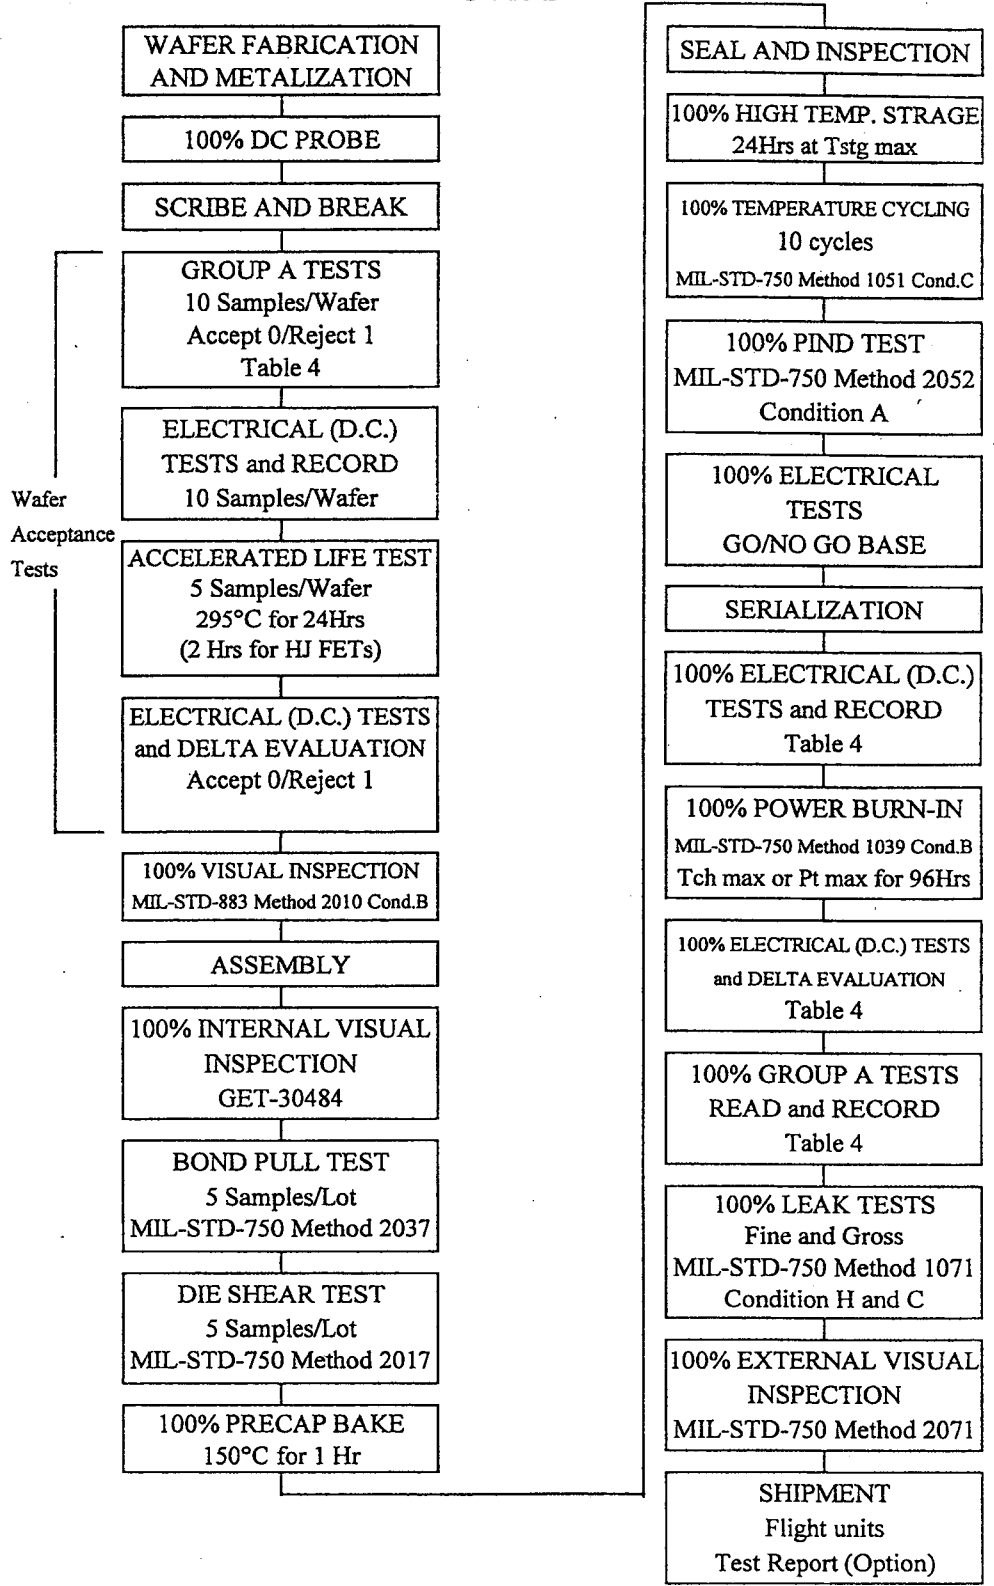 WAFER FABRICATION
AND METALIZATION
100% DC PROBE
SCRIBE AND BREAK
Wafer
Acceptance
Tests
GROUP A TESTS
10 Samples/Wafer
Accept 0/Reject 1
Table 4
ELECTRICAL (D.C.)
TESTS and RECORD
10 Samples/Wafer
ACCELERATED LIFE TEST
5 Samples/Wafer
295°C for 24Hrs
(2 Hrs for HJ FETs)
ELECTRICAL (D.C.) TESTS
and DELTA EVALUATION
Accept 0/Reject 1
100% VISUAL INSPECTION
MIL-STD-883 Method 2010 Cond.B
ASSEMBLY
100% INTERNAL VISUAL
INSPECTION
GET-30484
BOND PULL TEST
5 Samples/Lot
MIL-STD-750 Method 2037
DIE SHEAR TEST
5 Samples/Lot
MIL-STD-750 Method 2017
100% PRECAP BAKE
150°C for 1 Hr
SEAL AND INSPECTION
100% HIGH TEMP. STRAGE
24Hrs at Tstg max
100% TEMPERATURE CYCLING
10 cycles
MIL-STD-750 Method 1051 Cond.C
100% PIND TEST
MIL-STD-750 Method 2052
Condition A
100% ELECTRICAL
TESTS
GO/NO GO BASE
SERIALIZATION
100% ELECTRICAL (D.C.)
TESTS and RECORD
Table 4
100% POWER BURN-IN
MIL-STD-750 Method 1039 Cond.B
Tch max or Pt max for 96Hrs
100% ELECTRICAL (D.C.) TESTS
and DELTA EVALUATION
Table 4
100% GROUP A TESTS
READ and RECORD
Table 4
100% LEAK TESTS
Fine and Gross
MIL-STD-750 Method 1071
Condition H and C
100% EXTERNAL VISUAL
INSPECTION
MIL-STD-750 Method 2071
SHIPMENT
Flight units
Test Report (Option)